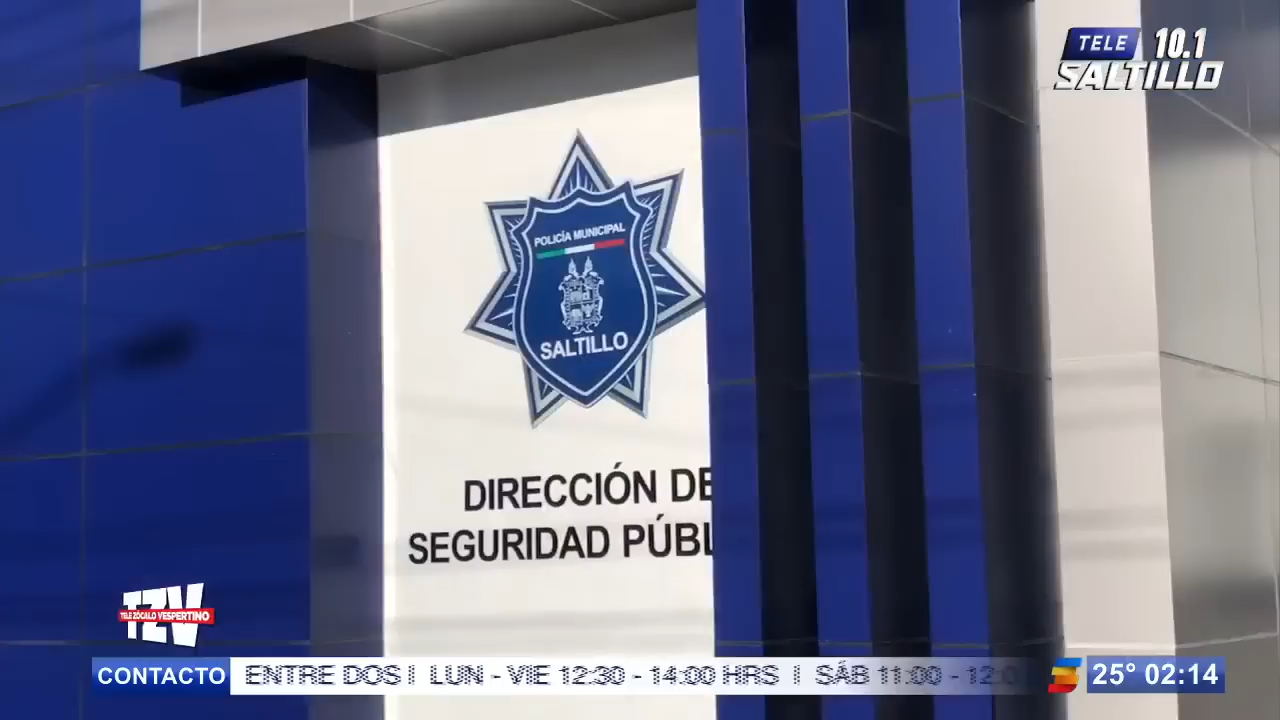 TELE 10.1
SALTILLO
POLICÍA MUNICIPAL
SALTILLO
DIRECCIÓN DE
SEGURIDAD PÚBL
TZV
TELE ZÓCALO VESPERTINO
CONTACTO ENTRE DOS | LUN - VIE 12:30 - 14:00 HRS | SÁB 11:00 - 12:0 25° 02:14